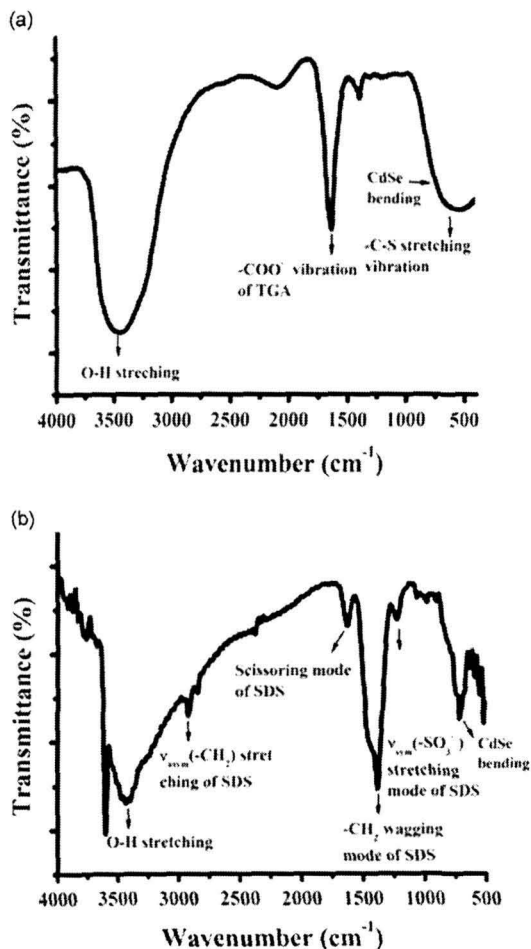 (a)
Transmittance (%)
CdSe
bending
-C-S stretching
vibration
-COO⁻ vibration
of TGA
O-H streching
4000 3500 3000 2500 2000 1500 1000 500
Wavenumber (cm⁻¹)
(b)
Transmittance (%)
Scissoring mode
of SDS
ν_asym(-CH₂) stret
ching of SDS
ν_sym(-SO₃⁻)
stretching
mode of SDS
CdSe
bending
O-H stretching
-CH₂ wagging
mode of SDS
4000 3500 3000 2500 2000 1500 1000 500
Wavenumber (cm⁻¹)